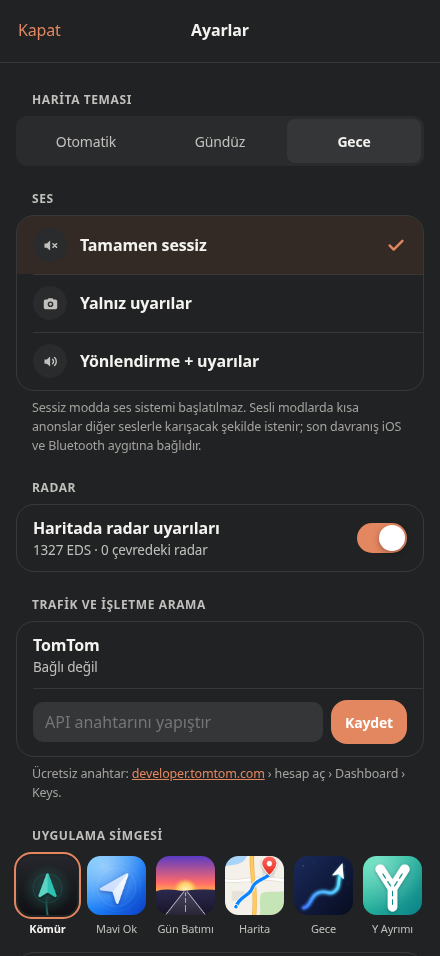 Kapat
Ayarlar
HARİTA TEMASI
Otomatik
Gündüz
Gece
SES
Tamamen sessiz
Yalnız uyarılar
Yönlendirme + uyarılar
Sessiz modda ses sistemi başlatılmaz. Sesli modlarda kısa
anonslar diğer seslerle karışacak şekilde istenir; son davranış iOS
ve Bluetooth aygıtına bağlıdır.
RADAR
Haritada radar uyarıları
1327 EDS · 0 çevredeki radar
TRAFİK VE İŞLETME ARAMA
TomTom
Bağlı değil
API anahtarını yapıştır
Kaydet
Ücretsiz anahtar: developer.tomtom.com › hesap aç › Dashboard ›
Keys.
UYGULAMA SİMGESİ
Kömür
Mavi Ok
Gün Batımı
Harita
Gece
Y Ayrımı